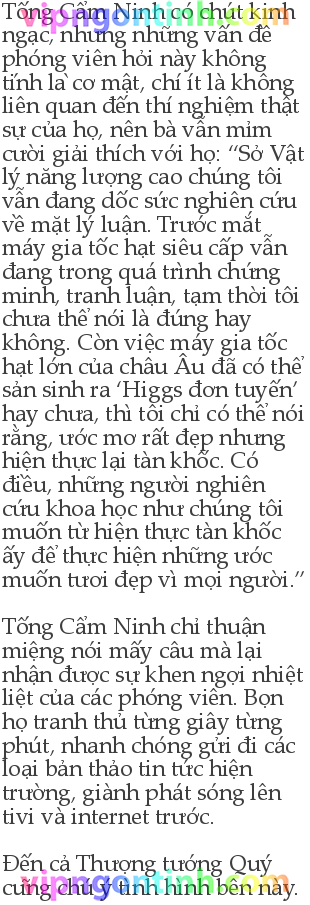 Tống Cẩm Ninh có chút kinh
ngạc, nhưng những vấn đề
phóng viên hỏi này không
tính là cơ mật, chí ít là không
liên quan đến thí nghiệm thật
sự của họ, nên bà vẫn mỉm
cười giải thích với họ: “Sở Vật
lý năng lượng cao chúng tôi
vẫn đang dốc sức nghiên cứu
về mặt lý luận. Trước mắt
máy gia tốc hạt siêu cấp vẫn
đang trong quá trình chứng
minh, tranh luận, tạm thời tôi
chưa thể nói là đúng hay
không. Còn việc máy gia tốc
hạt lớn của châu Âu đã có thể
sản sinh ra ‘Higgs đơn tuyến’
hay chưa, thì tôi chỉ có thể nói
rằng, ước mơ rất đẹp nhưng
hiện thực lại tàn khốc. Có
điều, những người nghiên
cứu khoa học như chúng tôi
muốn từ hiện thực tàn khốc
ấy để thực hiện những ước
muốn tươi đẹp vì mọi người.”
Tống Cẩm Ninh chỉ thuận
miệng nói mấy câu mà lại
nhận được sự khen ngợi nhiệt
liệt của các phóng viên. Bọn
họ tranh thủ từng giây từng
phút, nhanh chóng gửi đi các
loại bản thảo tin tức hiện
trường, giành phát sóng lên
tivi và internet trước.
Đến cả Thượng tướng Quý
cũng chú ý tình hình bên này.
vipngontinh.com
vipngontinh.com